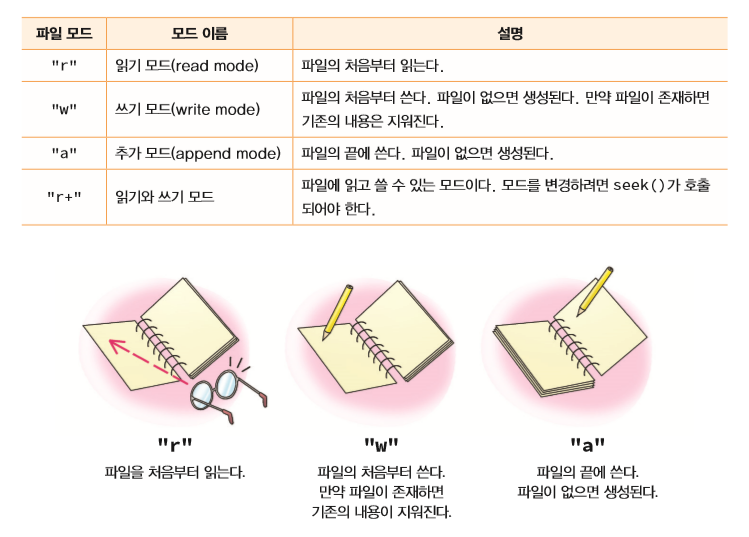 파일 모드 모드 이름 설명
"r" 읽기 모드(read mode) 파일의 처음부터 읽는다.
"w" 쓰기 모드(write mode) 파일의 처음부터 쓴다. 파일이 없으면 생성된다. 만약 파일이 존재하면
기존의 내용은 지워진다.
"a" 추가 모드(append mode) 파일의 끝에 쓴다. 파일이 없으면 생성된다.
"r+" 읽기와 쓰기 모드 파일에 읽고 쓸 수 있는 모드이다. 모드를 변경하려면 seek()가 호출
되어야 한다.
"r"
파일을 처음부터 읽는다.
"w"
파일의 처음부터 쓴다.
만약 파일이 존재하면
기존의 내용이 지워진다.
"a"
파일의 끝에 쓴다.
파일이 없으면 생성된다.